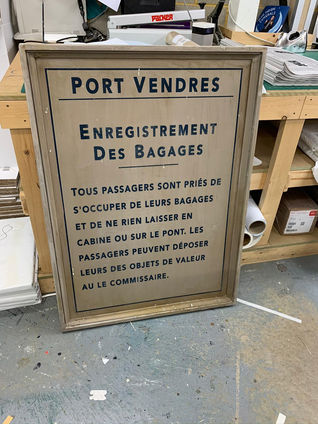 PACKER
PORT VENDRES
ENREGISTREMENT
DES BAGAGES
TOUS PASSAGERS SONT PRIÉS DE
S'OCCUPER DE LEURS BAGAGES
ET DE NE RIEN LAISSER EN
CABINE OU SUR LE PONT. LES
PASSAGERS PEUVENT DÉPOSER
LEURS DES OBJETS DE VALEUR
AU LE COMMISSAIRE.